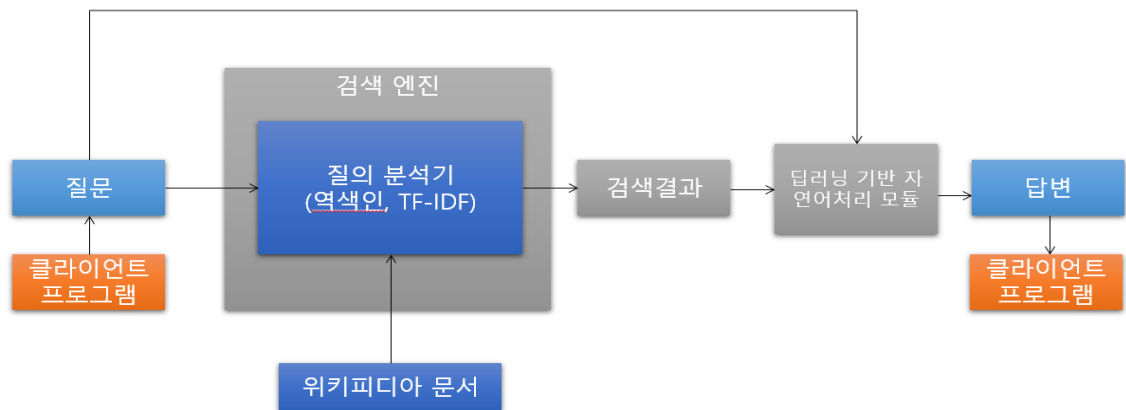 검색 엔진
질의 분석기
(역색인, TF-IDF)
질문
검색결과
딥러닝 기반 자
연어처리 모듈
답변
클라이언트
프로그램
클라이언트
프로그램
위키피디아 문서